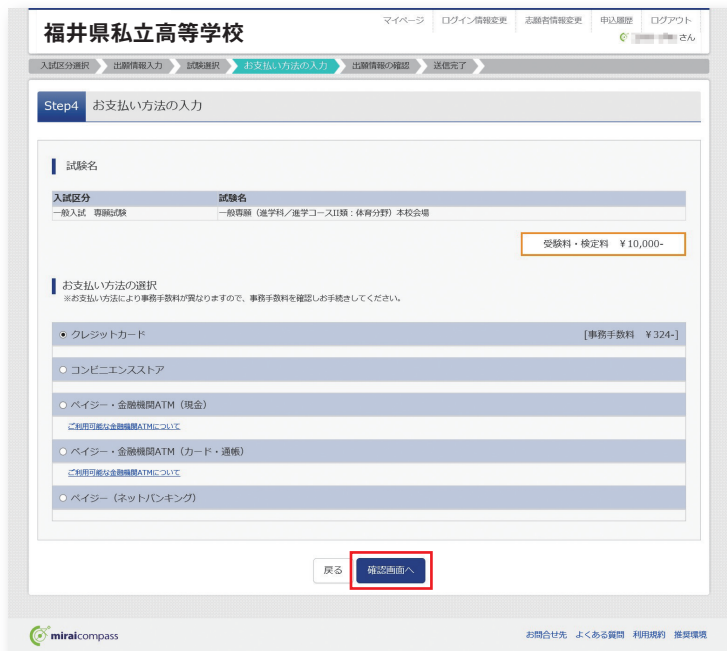 福井県私立高等学校
マイページ ログイン情報変更 志願者情報変更 申込履歴 ログアウト
さん
入試区分選択 出願情報入力 試験選択 お支払い方法の入力 出願情報の確認 送信完了
Step4 お支払い方法の入力
試験名
入試区分 試験名
一般入試 専願試験 一般専願（進学科／進学コースII類：体育分野）本校会場
受験料・検定料 ¥10,000-
お支払い方法の選択
※お支払い方法により事務手数料が異なりますので、事務手数料を確認しお手続きしてください。
クレジットカード [事務手数料 ¥324-]
コンビニエンスストア
ペイジー・金融機関ATM（現金）
ご利用可能な金融機関ATMについて
ペイジー・金融機関ATM（カード・通帳）
ご利用可能な金融機関ATMについて
ペイジー（ネットバンキング）
戻る 確認画面へ
miraicompass
お問合せ先 よくある質問 利用規約 推奨環境